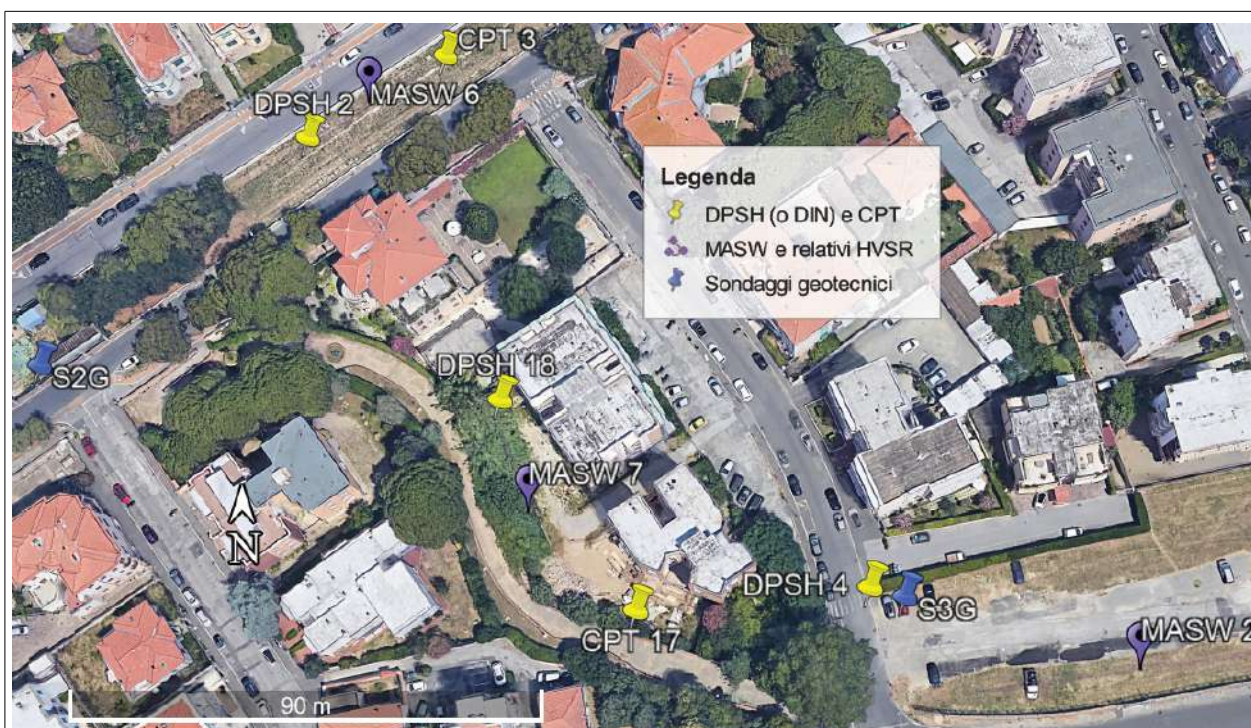 CPT 3
MASW 6
DPSH 2
Legenda
DPSH (o DIN) e CPT
MASW e relativi HVSR
Sondaggi geotecnici
S2G
DPSH 18
MASW 7
N
DPSH 4
S3G
CPT 17
MASW 2
90 m